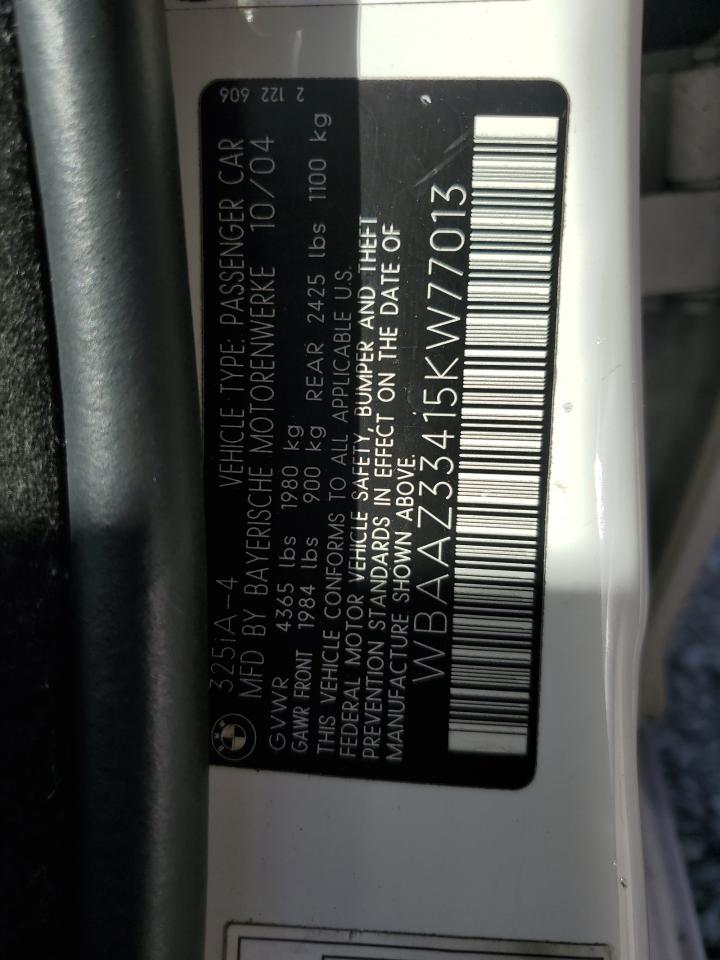 2 122 606
325iA-4 VEHICLE TYPE: PASSENGER CAR
MFD BY BAYERISCHE MOTORENWERKE 10/04
GVWR 4365 lbs 1980 kg
GAWR FRONT 1984 lbs 900 kg REAR 2425 lbs 1100 kg
THIS VEHICLE CONFORMS TO ALL APPLICABLE U.S.
FEDERAL MOTOR VEHICLE SAFETY, BUMPER AND THEFT
PREVENTION STANDARDS IN EFFECT ON THE DATE OF
MANUFACTURE SHOWN ABOVE.
WBAAZ33415KW77013